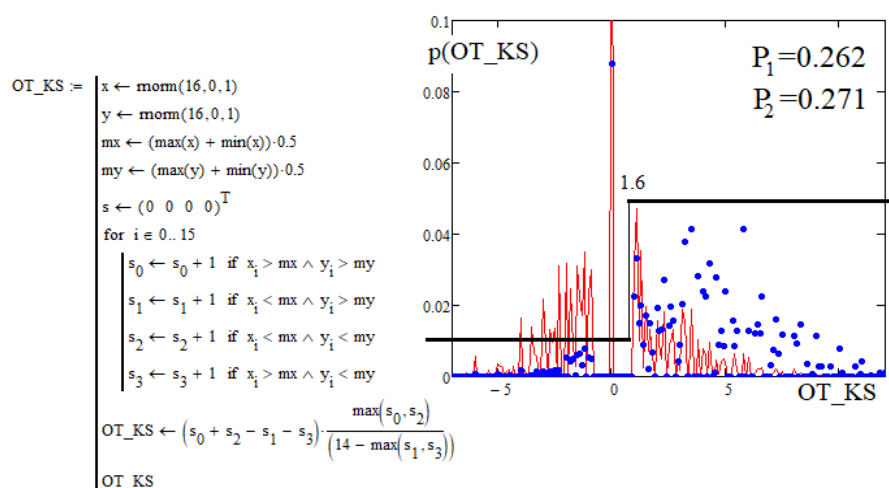 OT_KS := x ← rnorm(16,0,1)
y ← rnorm(16,0,1)
mx ← (max(x) + min(x))·0.5
my ← (max(y) + min(y))·0.5
s ← (0 0 0 0)^T
for i ∈ 0..15
s_0 ← s_0 + 1 if x_i > mx ∧ y_i > my
s_1 ← s_1 + 1 if x_i < mx ∧ y_i > my
s_2 ← s_2 + 1 if x_i < mx ∧ y_i < my
s_3 ← s_3 + 1 if x_i > mx ∧ y_i < my
OT_KS ← (s_0 + s_2 − s_1 − s_3)· max(s_0, s_2) / (14 − max(s_1, s_3))
OT_KS
p(OT_KS)
P_1=0.262
P_2=0.271
1.6
0.1
0.08
0.06
0.04
0.02
0
−5 0 5
OT_KS